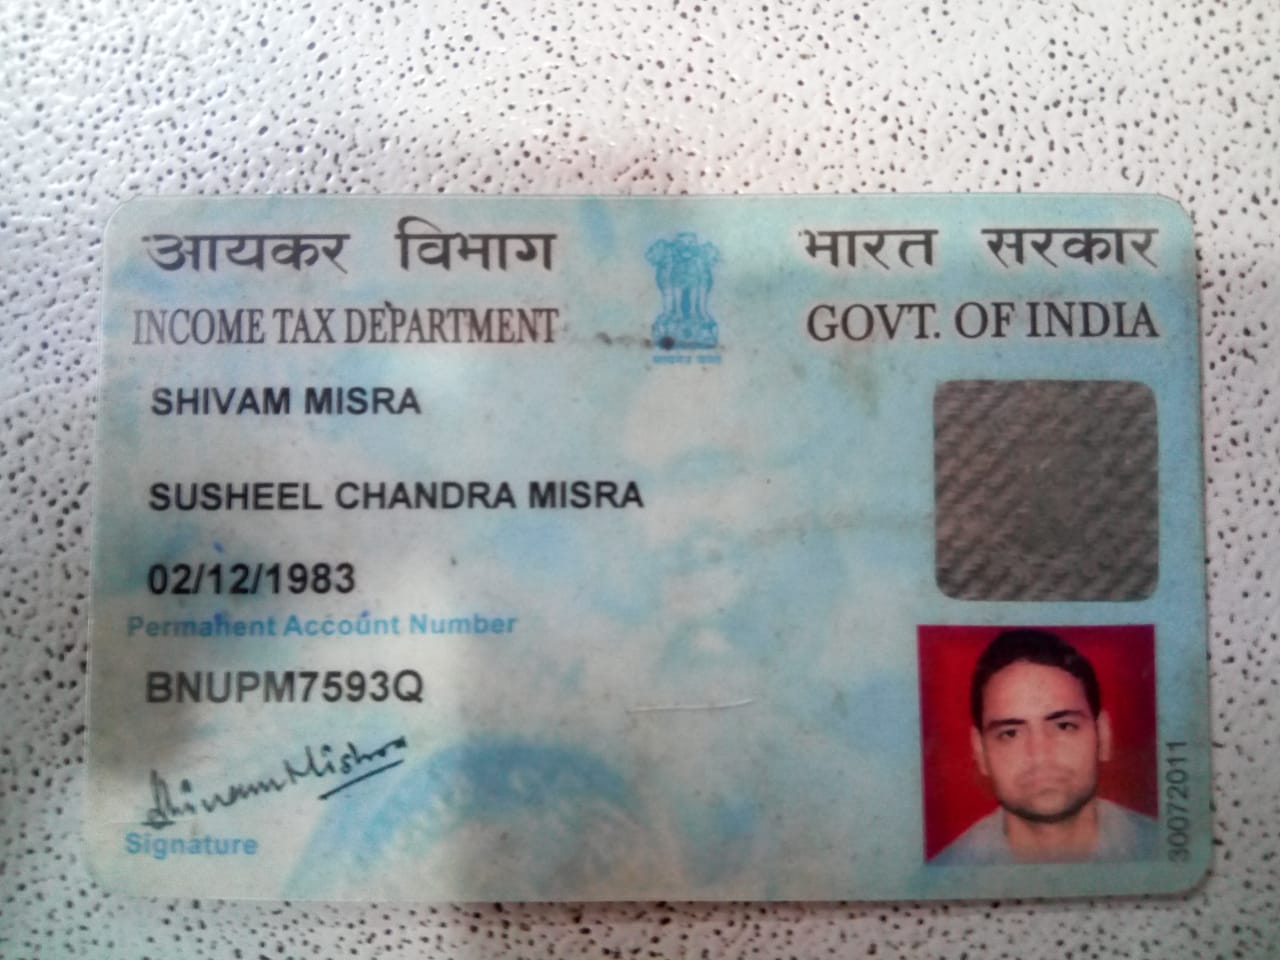 आयकर विभाग
INCOME TAX DEPARTMENT
भारत सरकार
GOVT. OF INDIA
SHIVAM MISRA
SUSHEEL CHANDRA MISRA
02/12/1983
Permanent Account Number
BNUPM7593Q
Shivam Mishra
Signature
30072011